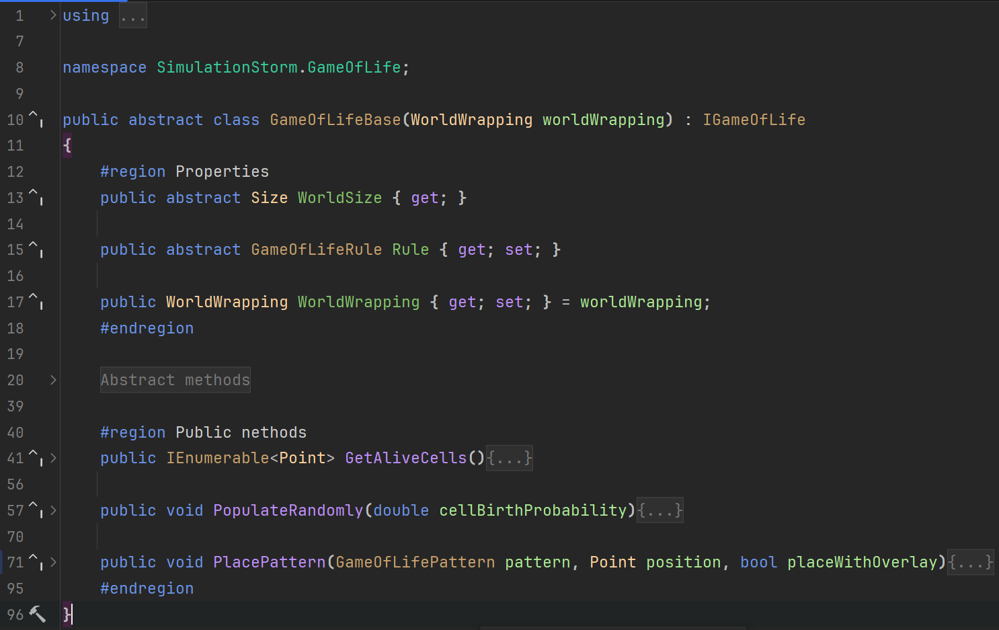 1 using ...
7
8 namespace SimulationStorm.GameOfLife;
9
10 public abstract class GameOfLifeBase(WorldWrapping worldWrapping) : IGameOfLife
11 {
12     #region Properties
13     public abstract Size WorldSize { get; }
14
15     public abstract GameOfLifeRule Rule { get; set; }
16
17     public WorldWrapping WorldWrapping { get; set; } = worldWrapping;
18     #endregion
19
20     Abstract methods
39
40     #region Public nethods
41     public IEnumerable<Point> GetAliveCells(){...}
56
57     public void PopulateRandomly(double cellBirthProbability){...}
70
71     public void PlacePattern(GameOfLifePattern pattern, Point position, bool placeWithOverlay){...}
95     #endregion
96 }